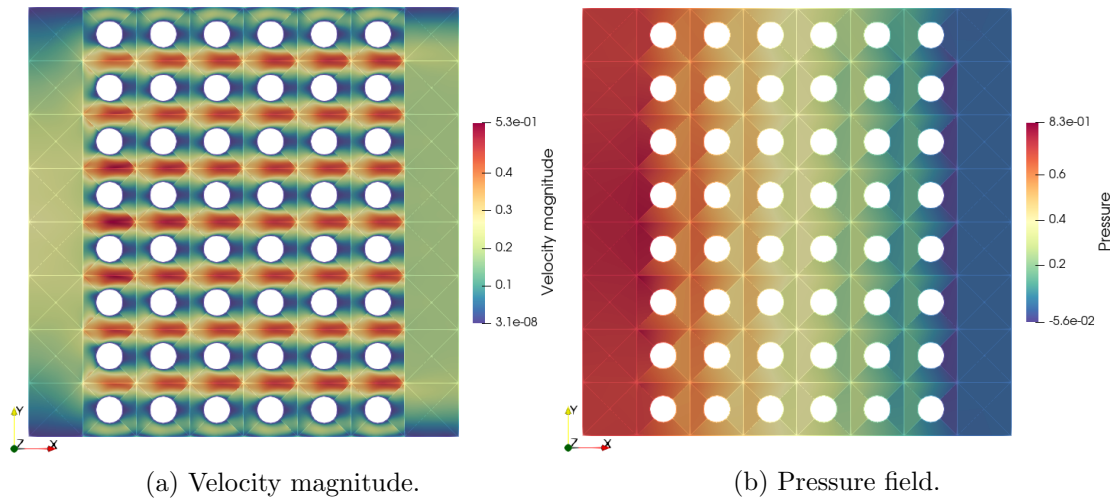 5.3e-01
0.4
0.3
0.2
0.1
3.1e-08
Velocity magnitude
Y
Z
X
(a) Velocity magnitude.
8.3e-01
0.6
0.4
0.2
-5.6e-02
Pressure
Y
Z
X
(b) Pressure field.